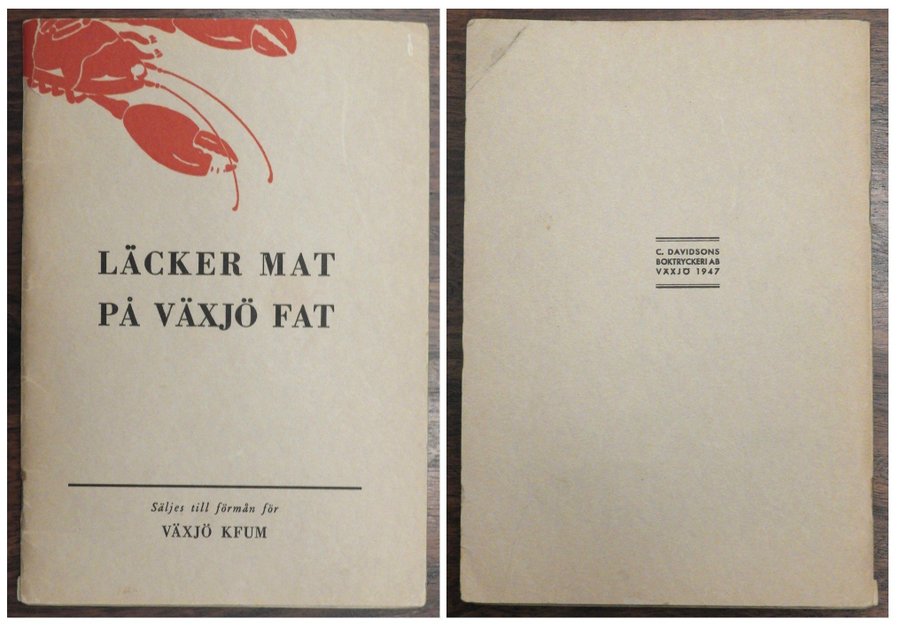 LÄCKER MAT
PÅ VÄXJÖ FAT
Säljes till förmån för
VÄXJÖ KFUM
C. DAVIDSONS
BOKTRYCKERI AB
VÄXJÖ 1947